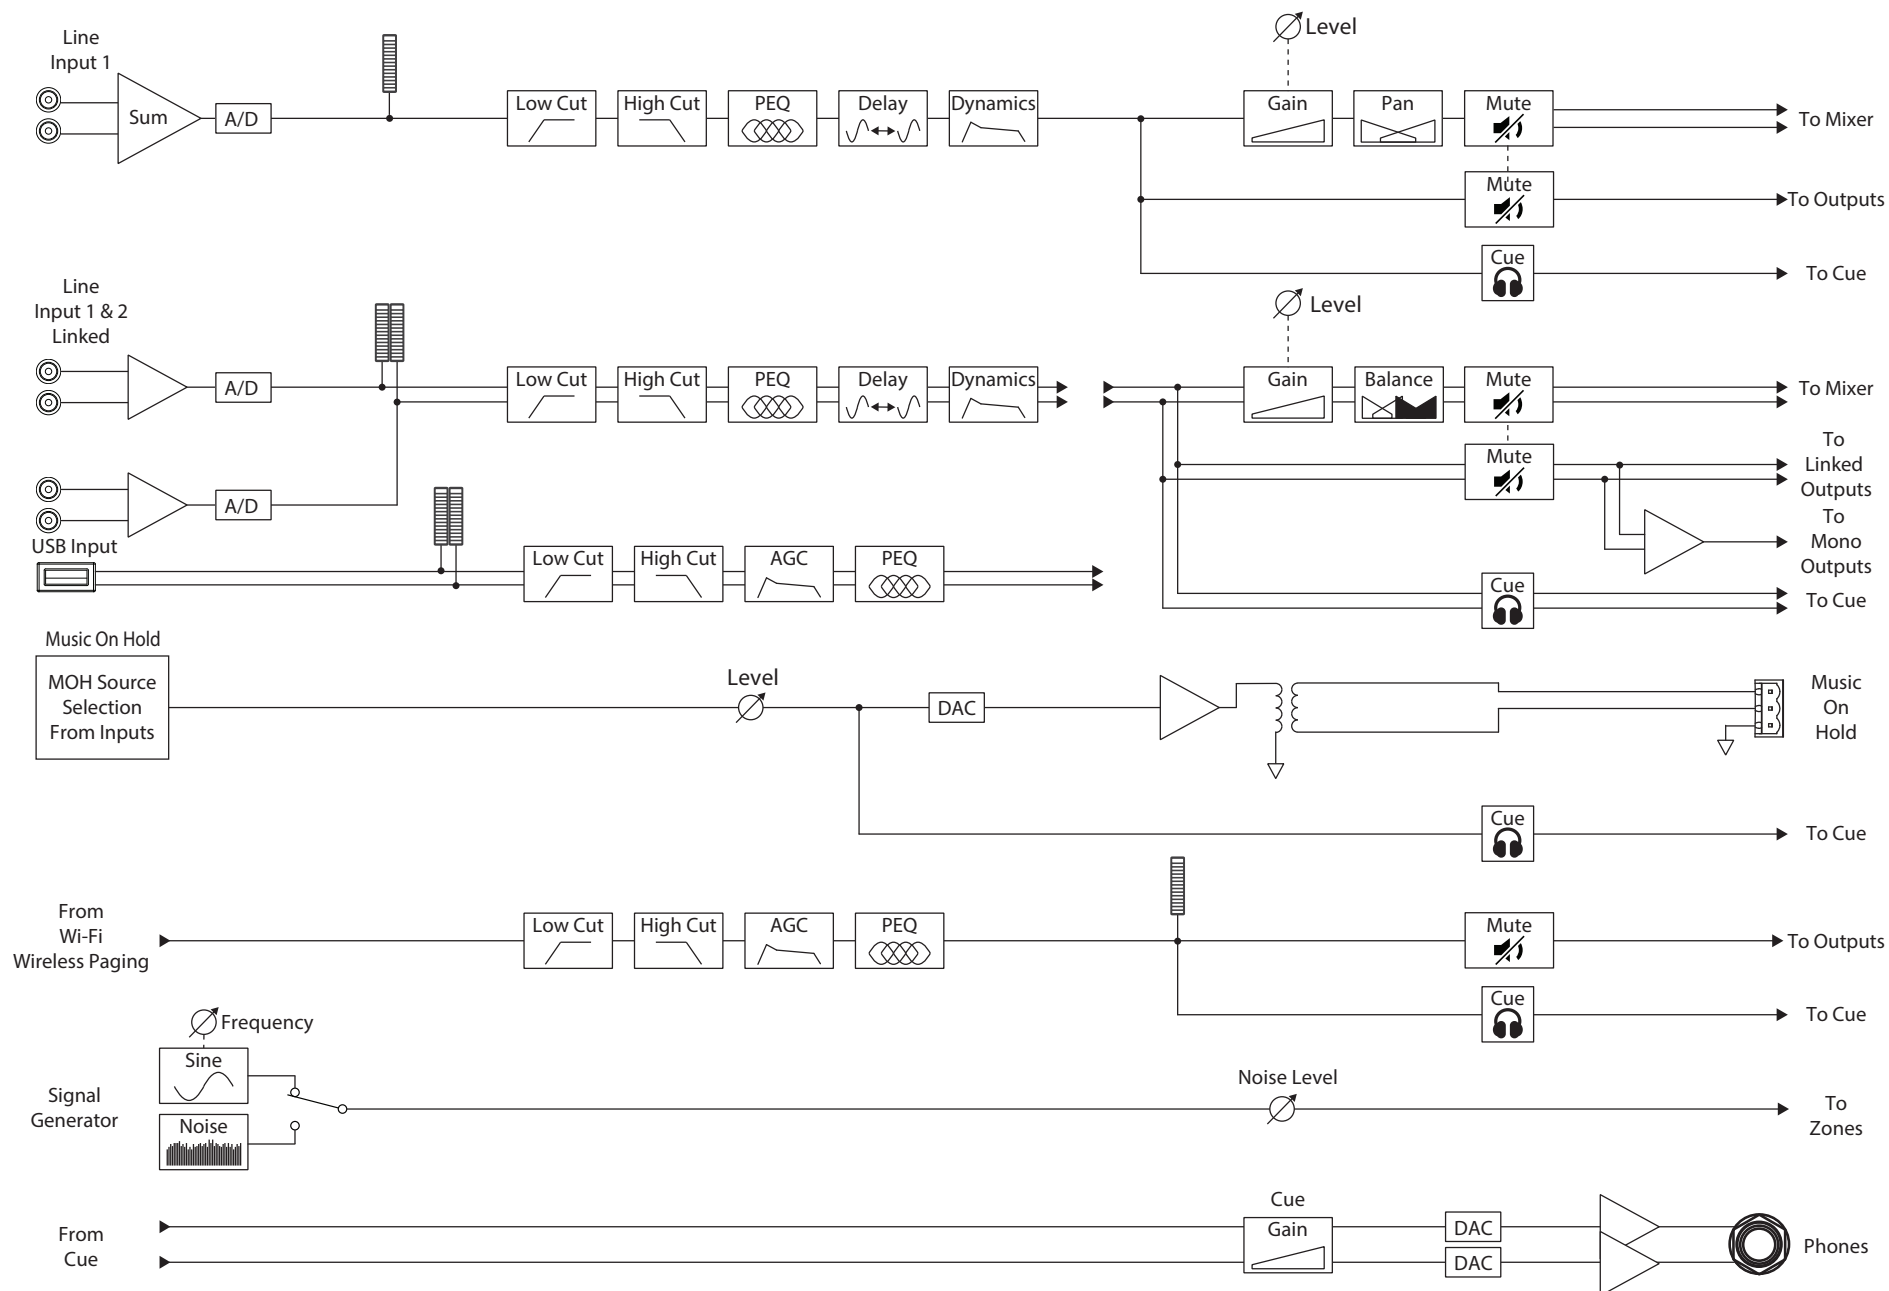 Line
Input 1
Sum
A/D
Low Cut
High Cut
PEQ
Delay
Dynamics
Level
Gain
Pan
Mute
To Mixer
Mute
To Outputs
Cue
To Cue
Line
Input 1 & 2
Linked
A/D
Low Cut
High Cut
PEQ
Delay
Dynamics
Level
Gain
Balance
Mute
To Mixer
Mute
To
Linked
Outputs
A/D
To
Mono
Outputs
USB Input
Low Cut
High Cut
AGC
PEQ
Cue
To Cue
Music On Hold
MOH Source
Selection
From Inputs
Level
DAC
Music
On
Hold
Cue
To Cue
From
Wi-Fi
Wireless Paging
Low Cut
High Cut
AGC
PEQ
Mute
To Outputs
Cue
To Cue
Frequency
Sine
Signal
Generator
Noise
Noise Level
To
Zones
From
Cue
Cue
Gain
DAC
DAC
Phones